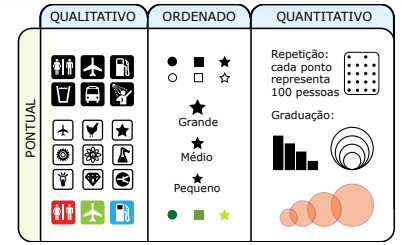 QUALITATIVO
ORDENADO
QUANTITATIVO
PONTUAL
Grande
Médio
Pequeno
Repetição:
cada ponto
representa
100 pessoas
Graduação: